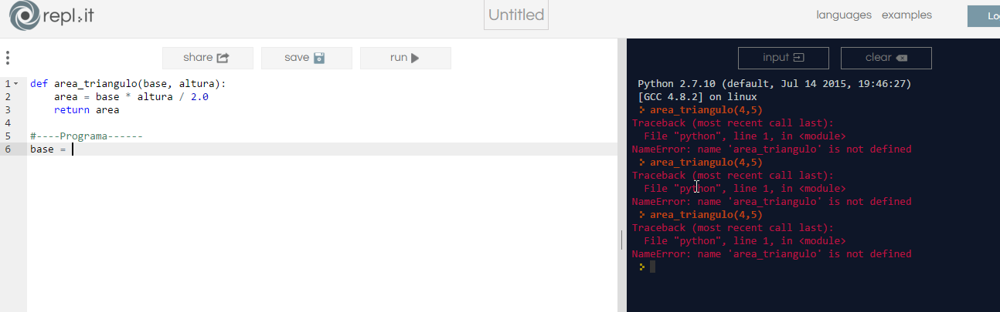 repl.it
Untitled
languages examples
share
save
run
input
clear
1 def area_triangulo(base, altura):
2     area = base * altura / 2.0
3     return area
4
5 #----Programa------
6 base =
Python 2.7.10 (default, Jul 14 2015, 19:46:27)
[GCC 4.8.2] on linux
area_triangulo(4,5)
Traceback (most recent call last):
  File "python", line 1, in <module>
NameError: name 'area_triangulo' is not defined
area_triangulo(4,5)
Traceback (most recent call last):
  File "python", line 1, in <module>
NameError: name 'area_triangulo' is not defined
area_triangulo(4,5)
Traceback (most recent call last):
  File "python", line 1, in <module>
NameError: name 'area_triangulo' is not defined